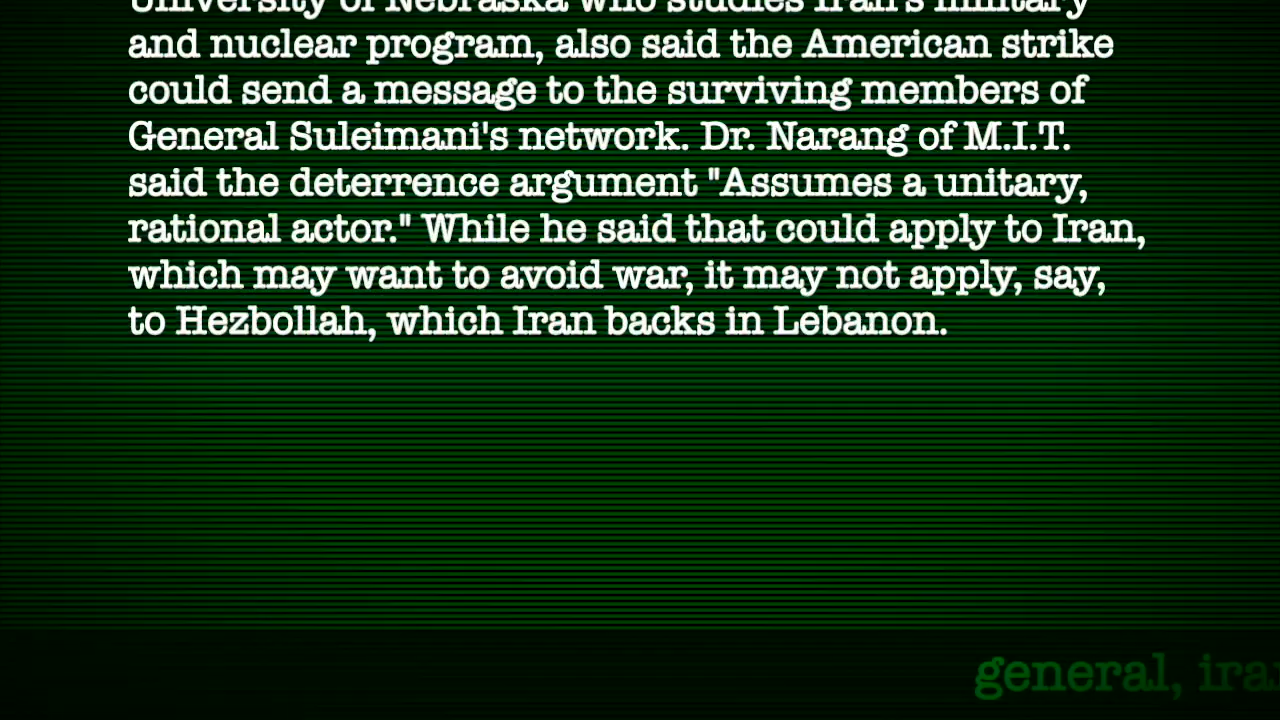 University of Nebraska who studies Iran's military
and nuclear program, also said the American strike
could send a message to the surviving members of
General Suleimani's network. Dr. Narang of M.I.T.
said the deterrence argument "Assumes a unitary,
rational actor." While he said that could apply to Iran,
which may want to avoid war, it may not apply, say,
to Hezbollah, which Iran backs in Lebanon.
general, ira